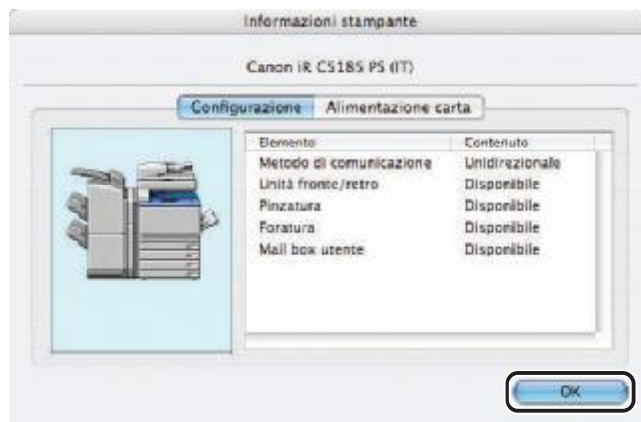 Informazioni stampante
Canon iR C5185 PS (IT)
Configurazione Alimentazione carta
Elemento Contenuto
Metodo di comunicazione Unidirezionale
Unità fronte/retro Disponibile
Pinzatura Disponibile
Foratura Disponibile
Mail box utente Disponibile
OK